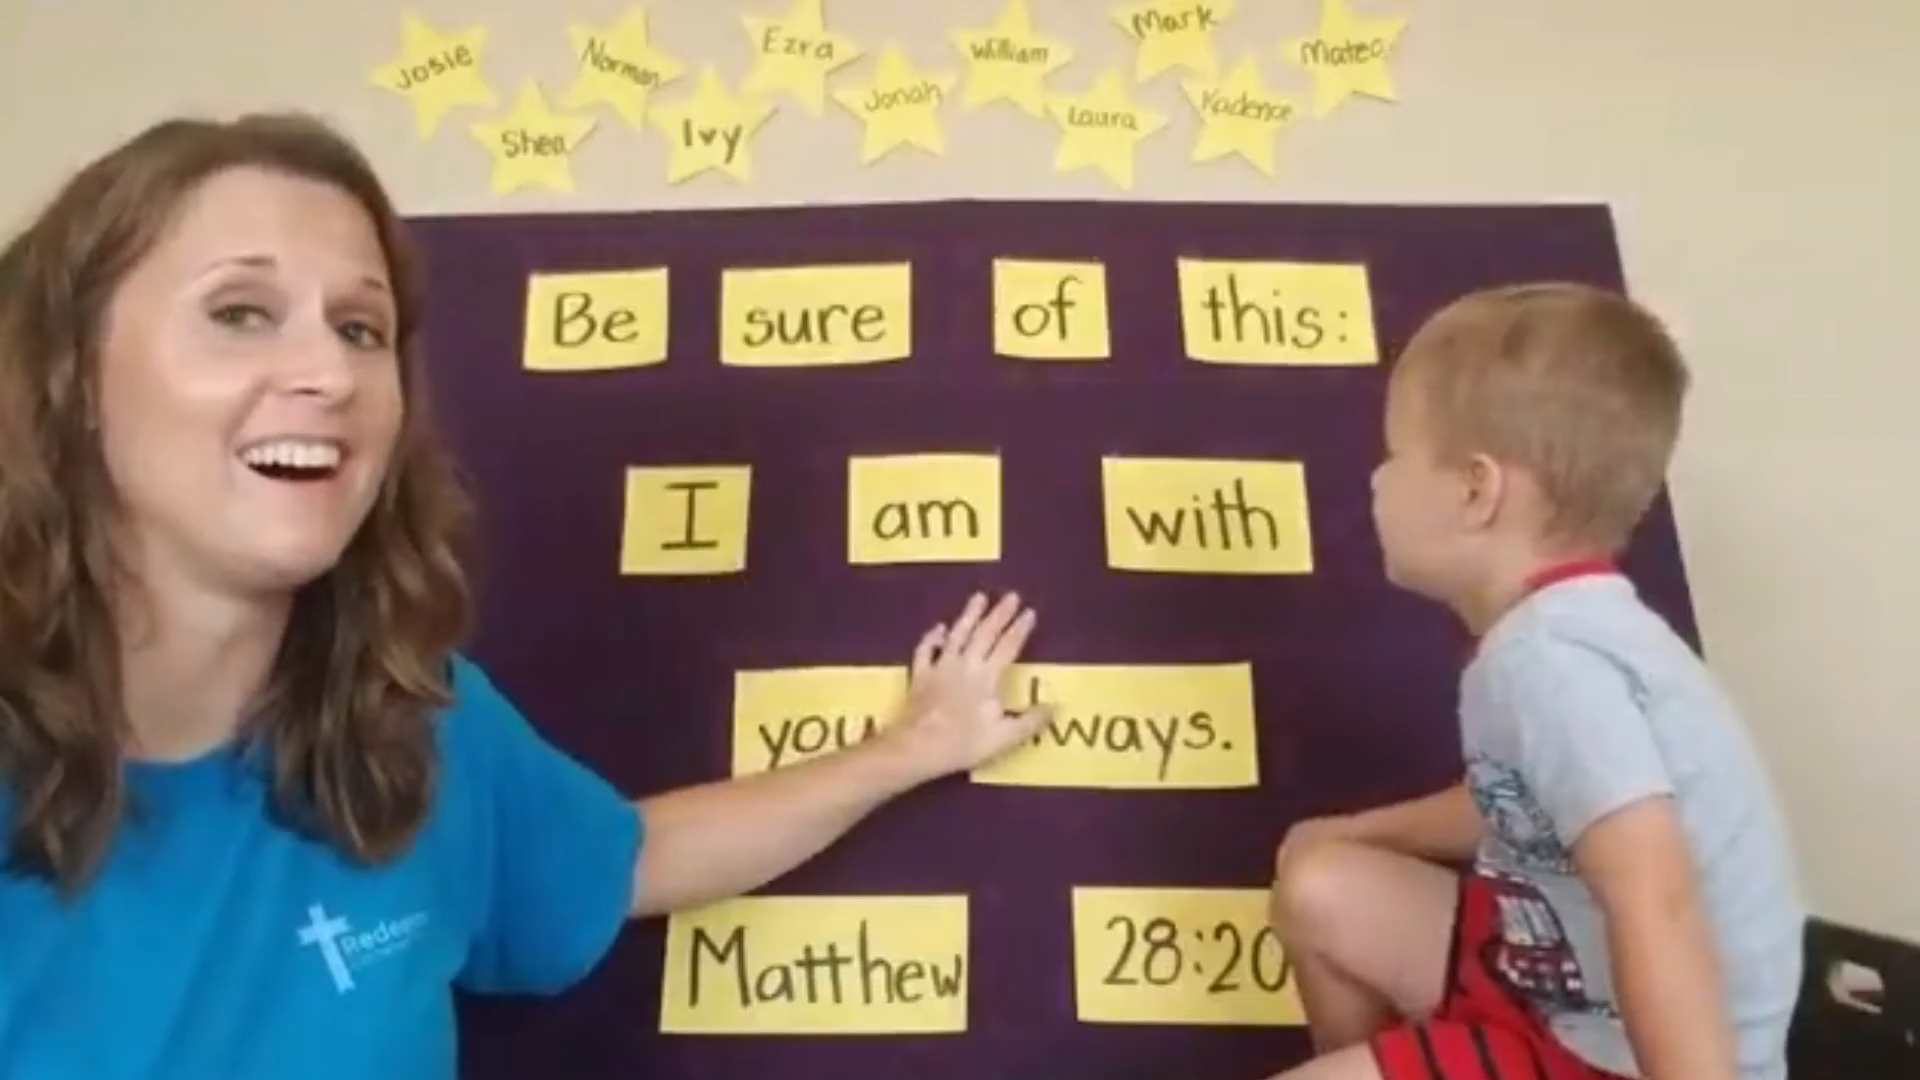 Josie
Norman
Ezra
William
Mark
Mateo
Shea
Ivy
Jonah
Laura
Kadence
Be sure of this:
I am with
you always.
Matthew 28:20